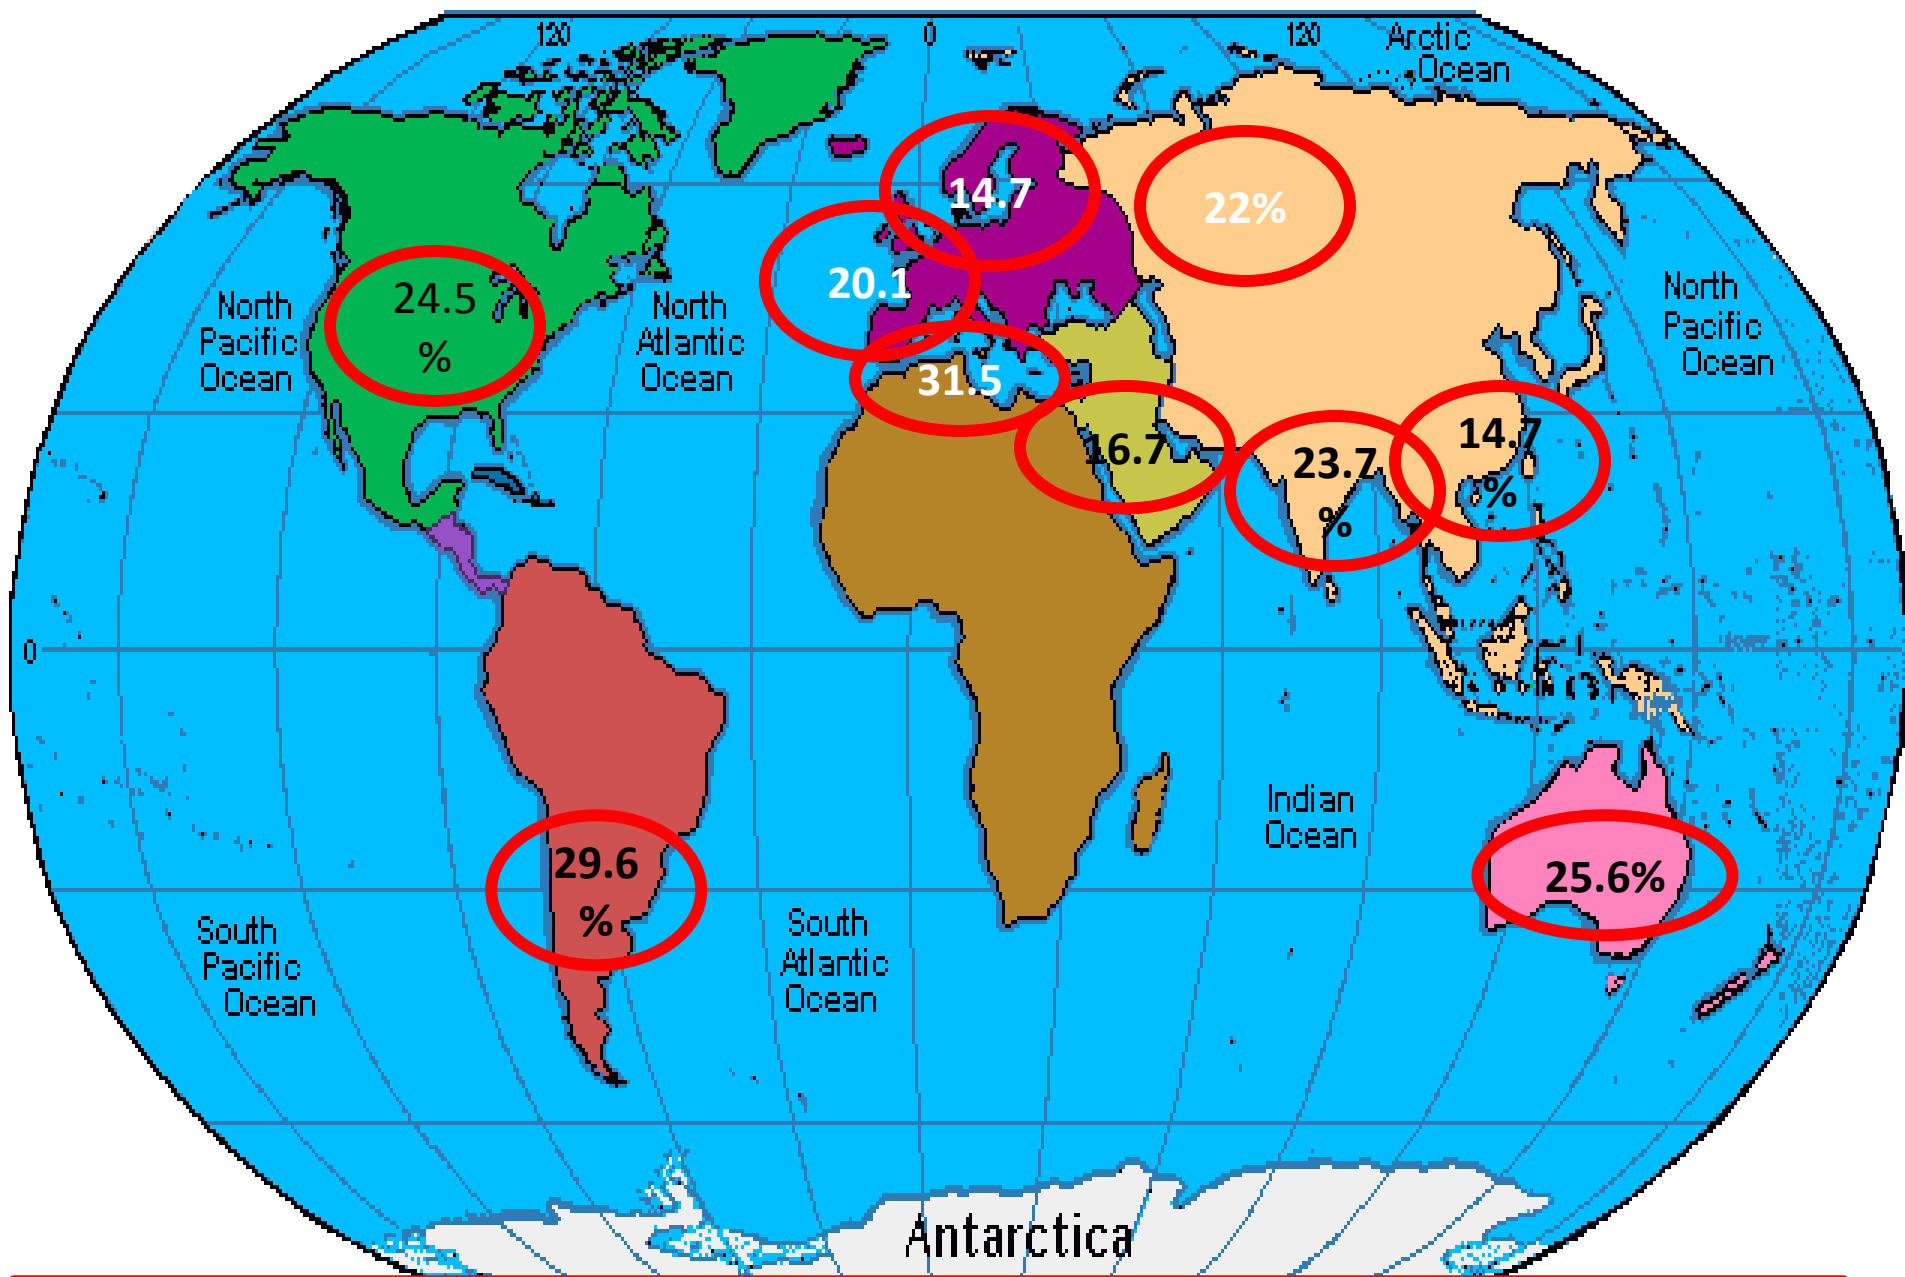 120
0
120
Arctic
Ocean
14.7
22%
20.1
24.5
%
North
Pacific
Ocean
North
Atlantic
Ocean
North
Pacific
Ocean
31.5
16.7
23.7
%
14.7
%
0
Indian
Ocean
29.6
%
25.6%
South
Pacific
Ocean
South
Atlantic
Ocean
Antarctica